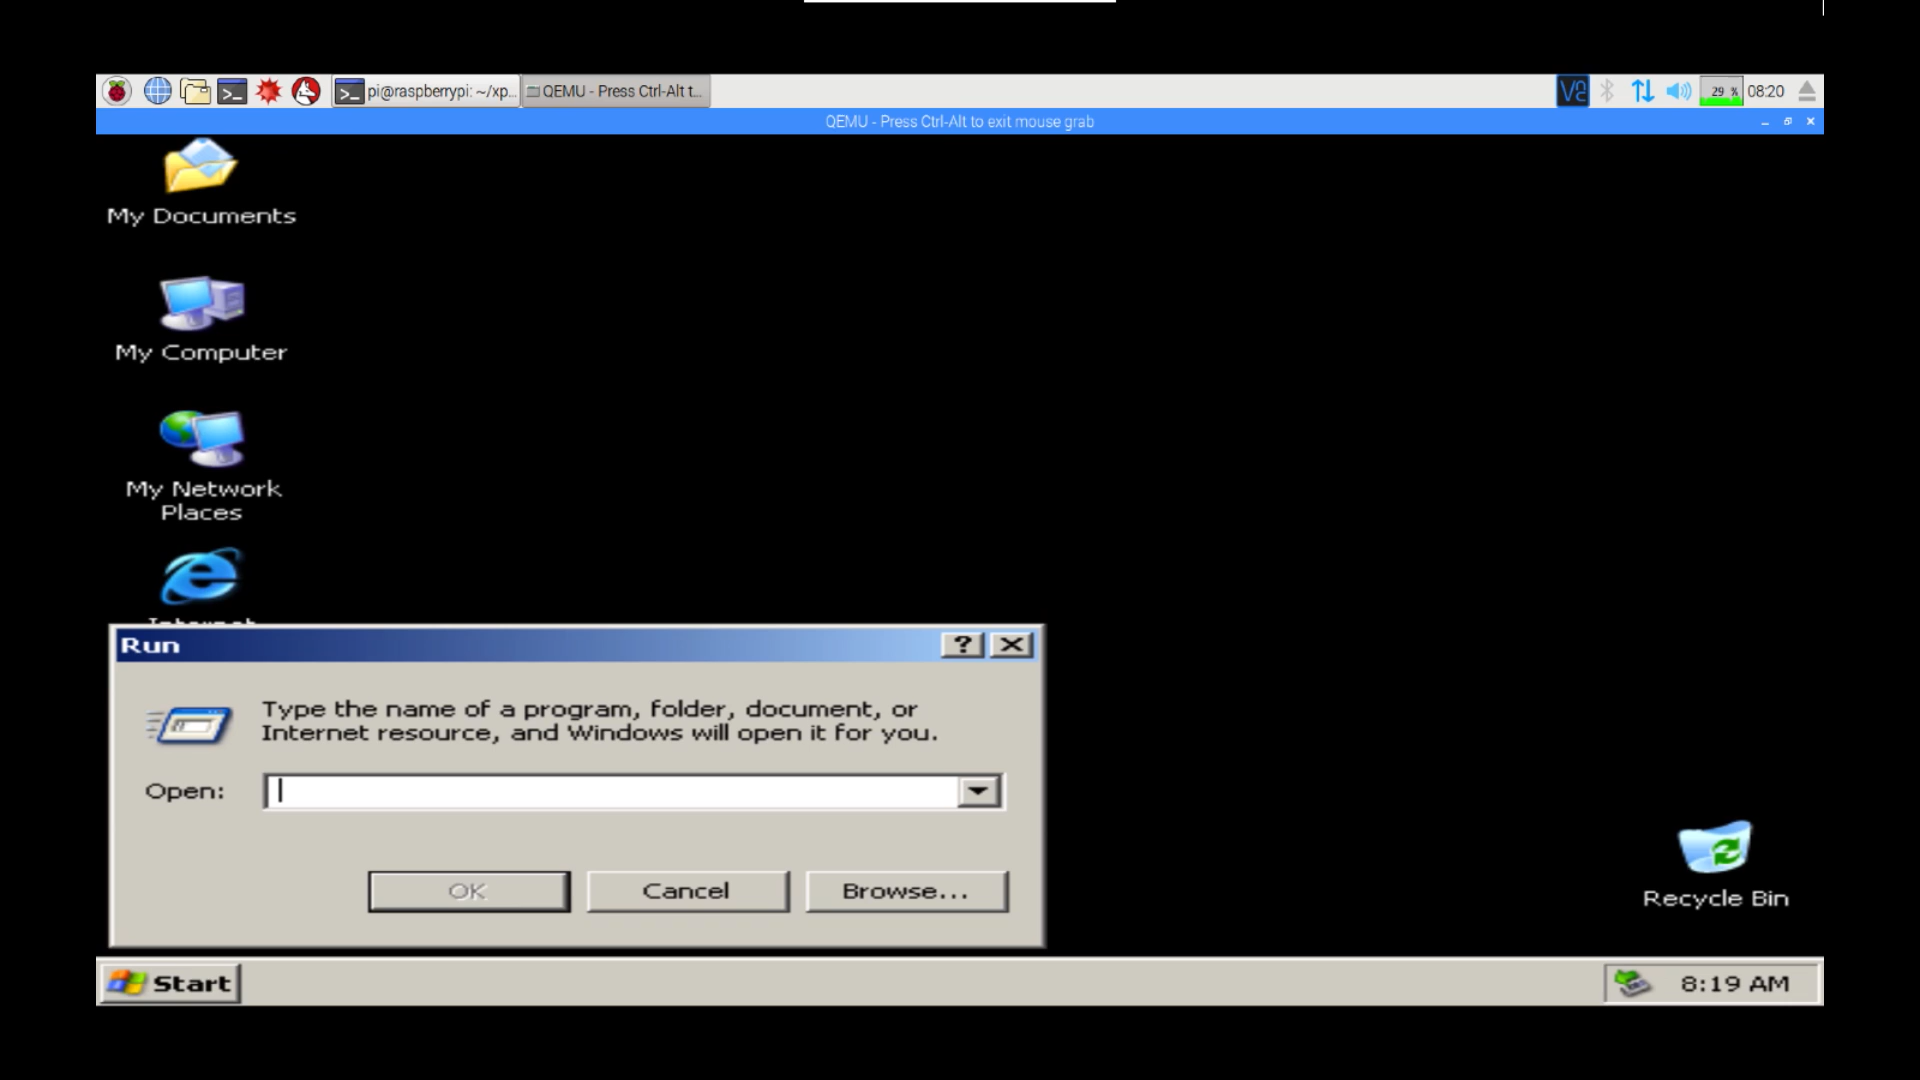 pi@raspberrypi: ~/xp...
QEMU - Press Ctrl-Alt t...
29 %
08:20
QEMU - Press Ctrl-Alt to exit mouse grab
My Documents
My Computer
My Network
Places
Internet
Run
Type the name of a program, folder, document, or
Internet resource, and Windows will open it for you.
Open:
OK
Cancel
Browse...
Recycle Bin
Start
8:19 AM